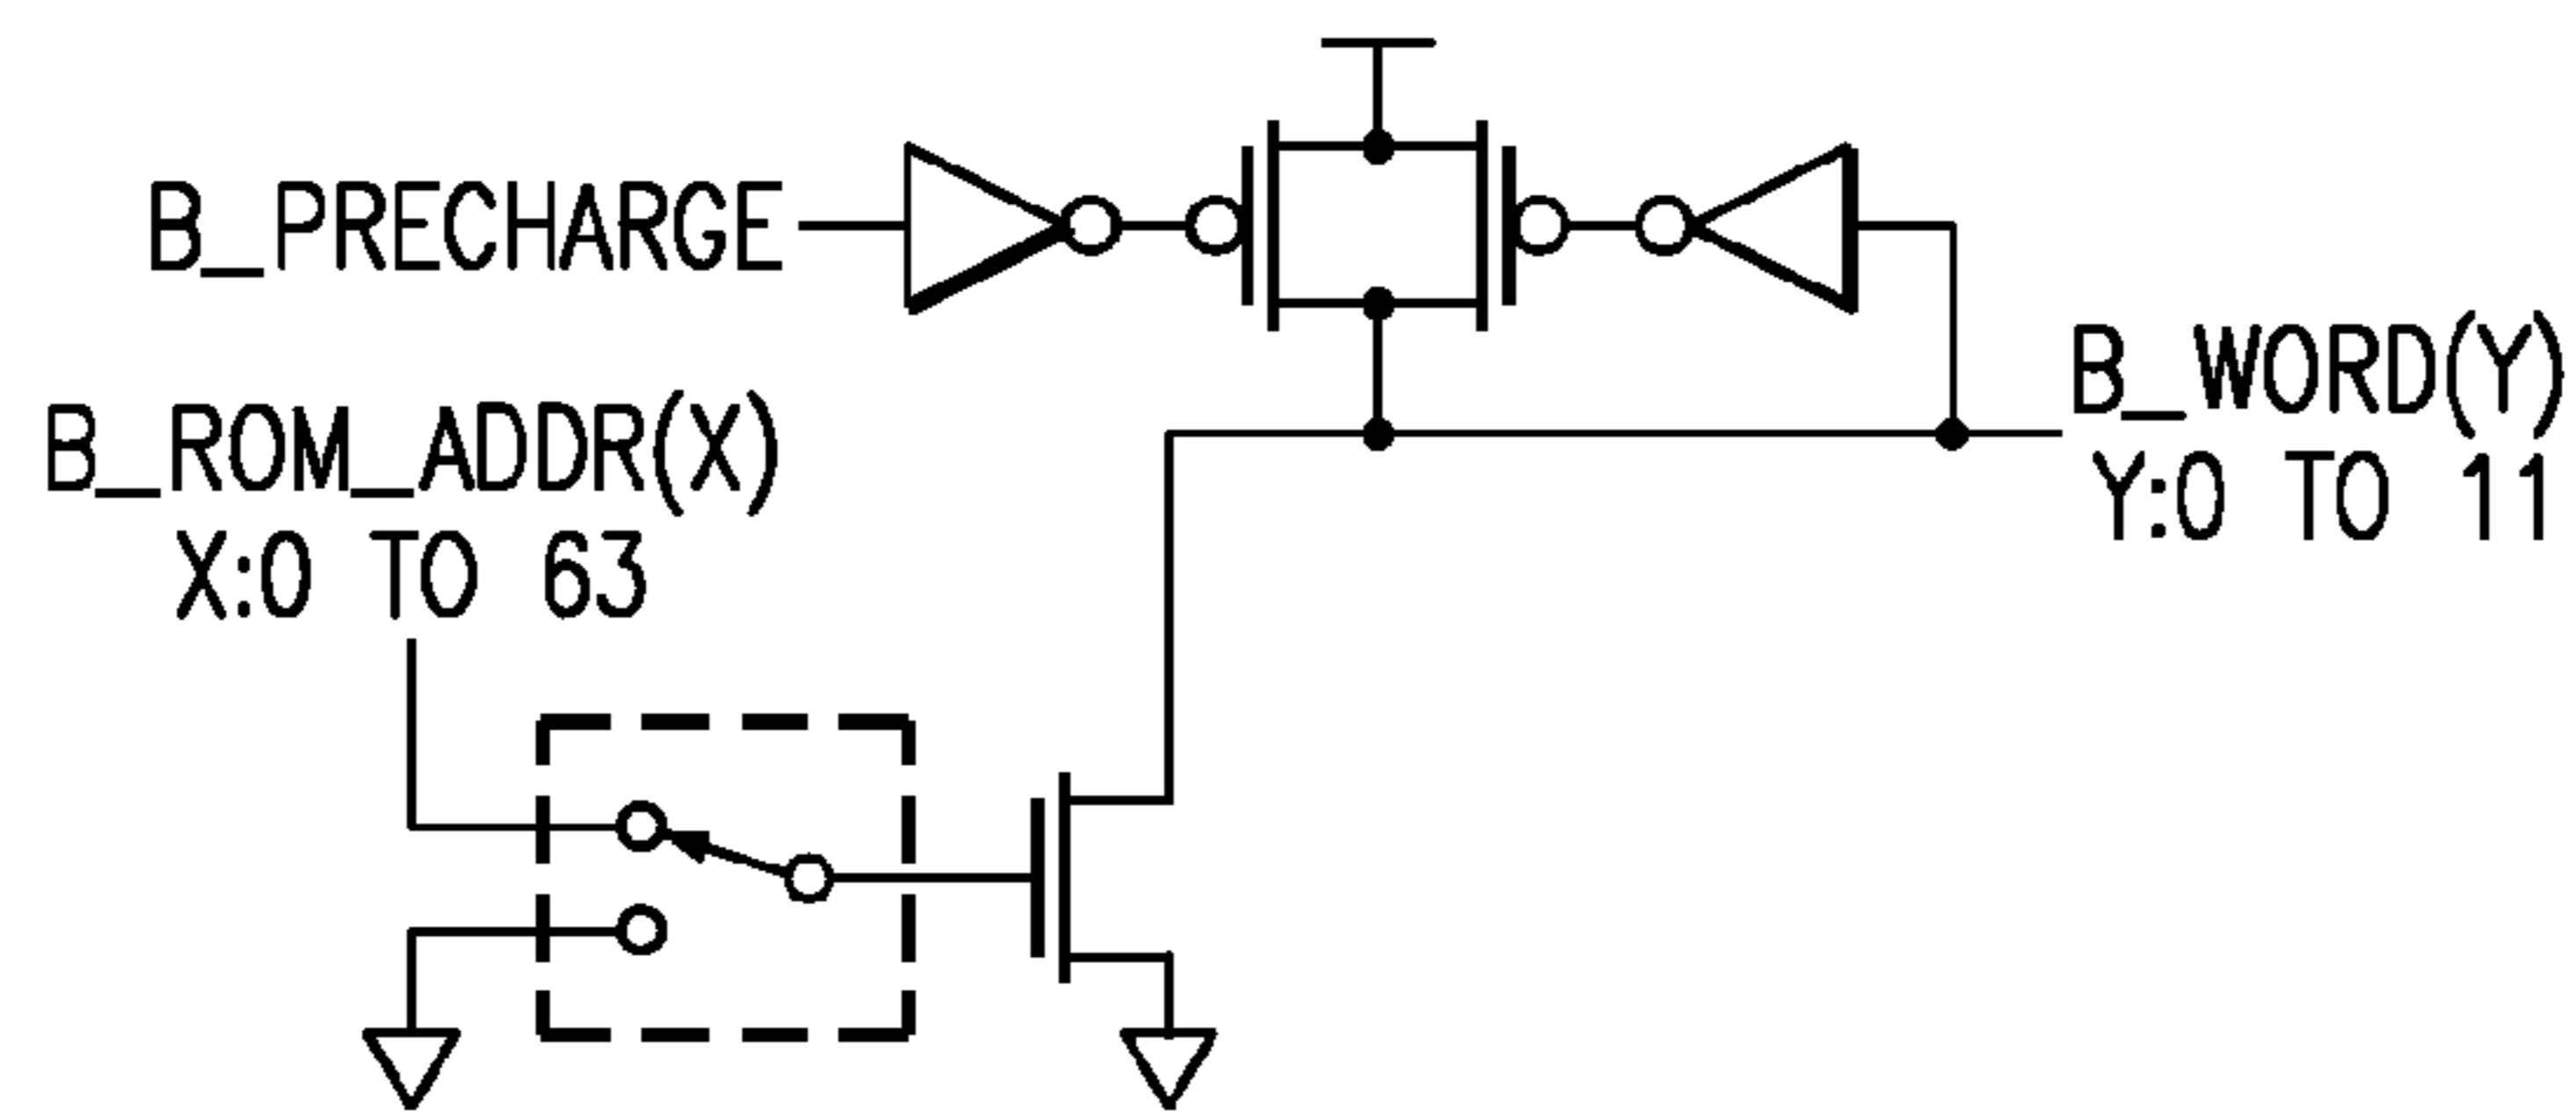 B_PRECHARGE
B_ROM_ADDR(X)
X:0 TO 63
B_WORD(Y)
Y:0 TO 11